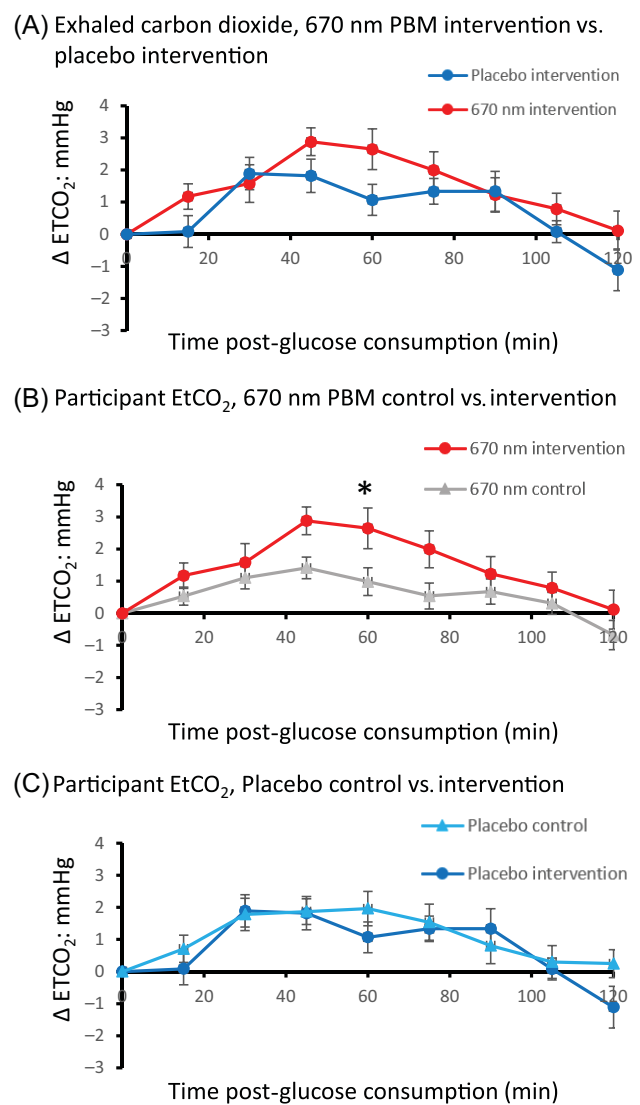 (A) Exhaled carbon dioxide, 670 nm PBM intervention vs.
placebo intervention
Placebo intervention
670 nm intervention
4
3
2
1
0
−1
−2
−3
Δ ETCO₂: mmHg
0 20 40 60 80 100 120
Time post-glucose consumption (min)
(B) Participant EtCO₂, 670 nm PBM control vs. intervention
670 nm intervention
670 nm control
4
3
2
1
0
−1
−2
−3
Δ ETCO₂: mmHg
*
0 20 40 60 80 100 120
Time post-glucose consumption (min)
(C) Participant EtCO₂, Placebo control vs. intervention
Placebo control
Placebo intervention
4
3
2
1
0
−1
−2
−3
Δ ETCO₂: mmHg
0 20 40 60 80 100 120
Time post-glucose consumption (min)